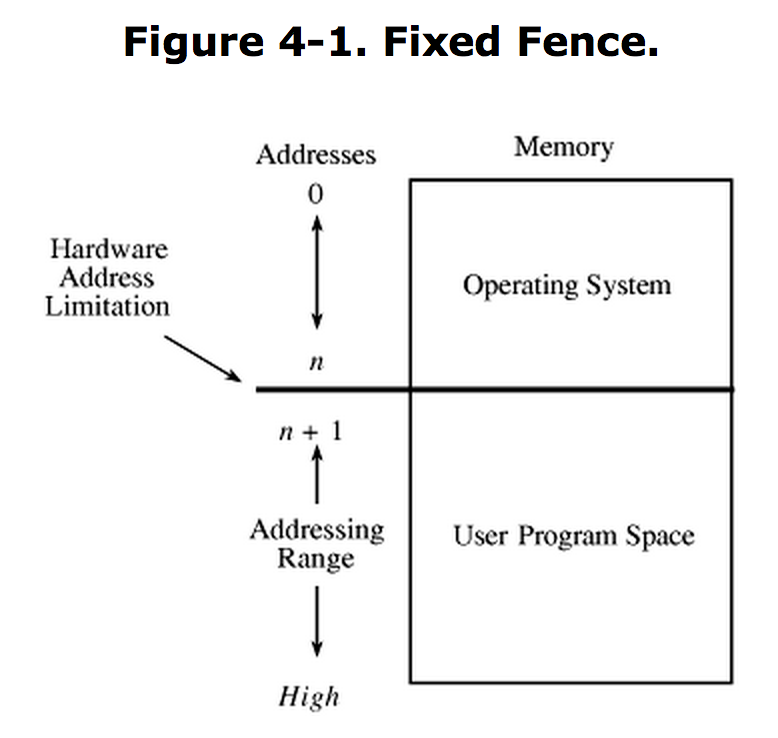 Figure 4-1. Fixed Fence.
Addresses
Memory
0
Hardware
Address
Limitation
Operating System
n
n + 1
Addressing
Range
User Program Space
High